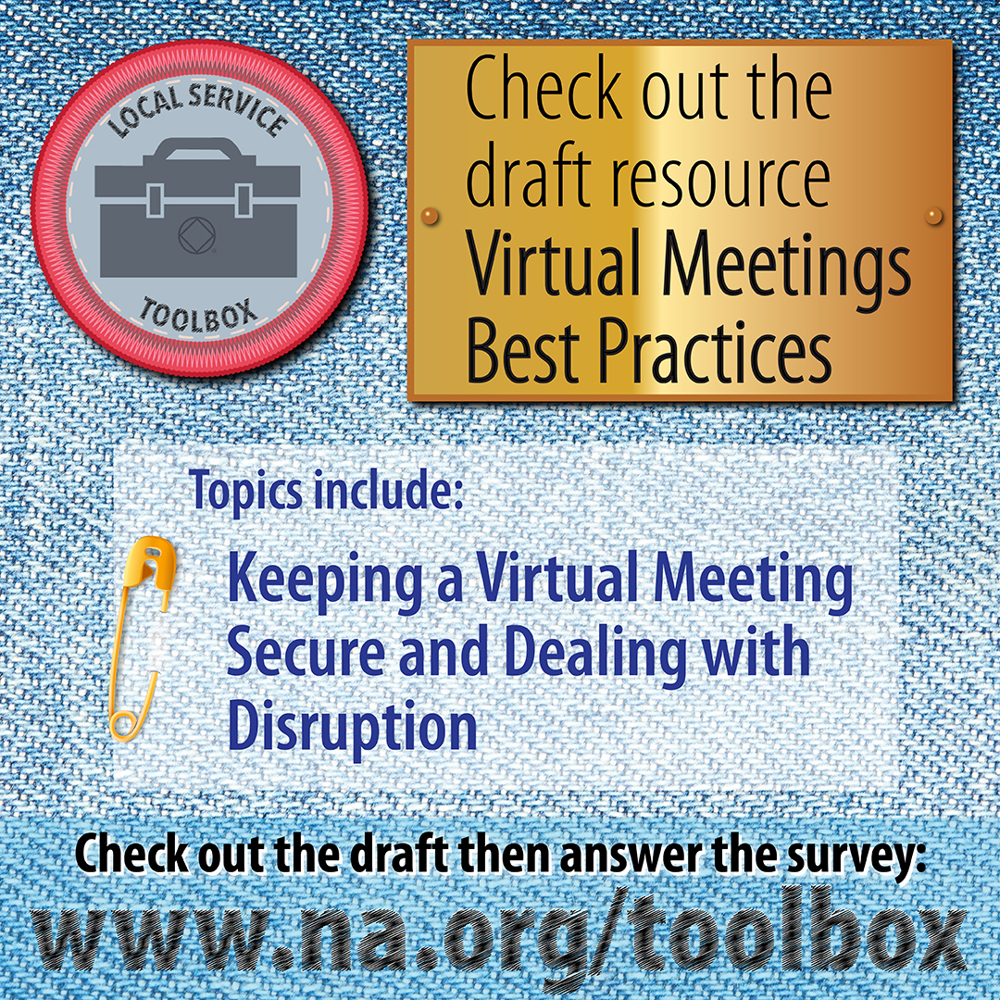 LOCAL SERVICE
TOOLBOX
Check out the
draft resource
Virtual Meetings
Best Practices
Topics include:
Keeping a Virtual Meeting
Secure and Dealing with
Disruption
Check out the draft then answer the survey:
www.na.org/toolbox